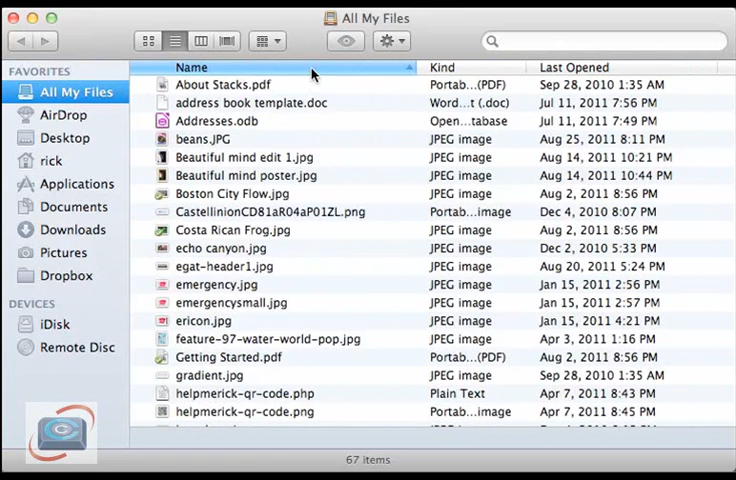 All My Files
FAVORITES
Name Kind Last Opened
All My Files
AirDrop
Desktop
rick
Applications
Documents
Downloads
Pictures
Dropbox
DEVICES
iDisk
Remote Disc
About Stacks.pdf Portab...(PDF) Sep 28, 2010 1:35 AM
address book template.doc Word...t (.doc) Jul 11, 2011 7:56 PM
Addresses.odb Open...tabase Jul 11, 2011 7:56 PM
beans.JPG JPEG image Aug 25, 2011 8:11 PM
Beautiful mind edit 1.jpg JPEG image Aug 14, 2011 10:21 PM
Beautiful mind poster.jpg JPEG image Aug 14, 2011 10:44 PM
Boston City Flow.jpg JPEG image Aug 2, 2011 8:56 PM
CastellinionCD81aR04aP01ZL.png Portab...image Dec 4, 2010 8:07 PM
Costa Rican Frog.jpg JPEG image Aug 2, 2011 8:56 PM
echo canyon.jpg JPEG image Dec 2, 2010 5:33 PM
egat-header1.jpg JPEG image Aug 20, 2011 5:24 PM
emergency.jpg JPEG image Jan 15, 2011 2:56 PM
emergencysmall.jpg JPEG image Jan 15, 2011 2:57 PM
ericon.jpg JPEG image Jan 15, 2011 4:21 PM
feature-97-water-world-pop.jpg JPEG image Apr 3, 2011 1:16 PM
Getting Started.pdf Portab...(PDF) Aug 2, 2011 8:56 PM
gradient.jpg JPEG image Sep 28, 2010 1:35 AM
helpmerick-qr-code.php Plain Text Apr 7, 2011 8:43 PM
helpmerick-qr-code.png Portab...image Apr 7, 2011 8:45 PM
67 items